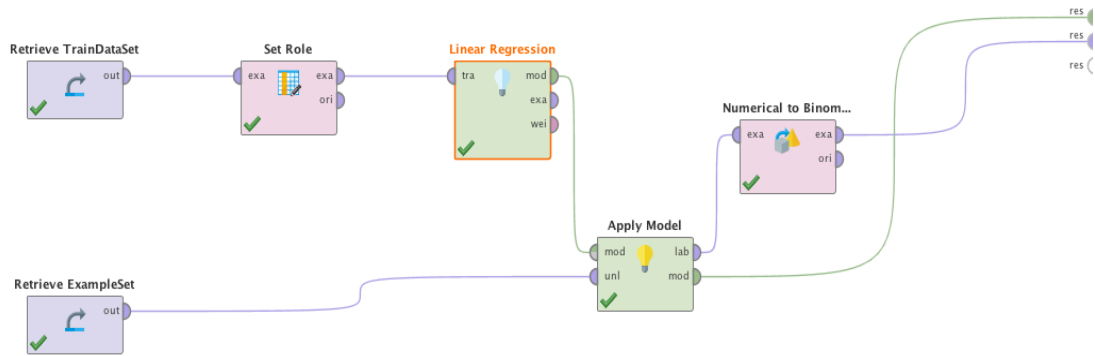 res
Retrieve TrainDataSet
Set Role
Linear Regression
res
out
exa
exa
tra
mod
res
ori
exa
wei
Numerical to Binom...
exa
exa
ori
Apply Model
mod
lab
unl
mod
Retrieve ExampleSet
out